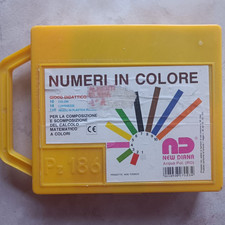 NUMERI IN COLORE
PER LA COMPOSIZIONE
E SCOMPOSIZIONE
DEL CALCOLO
MATEMATICO
A COLORI
CE
ND
NEW DIANA
P. 186